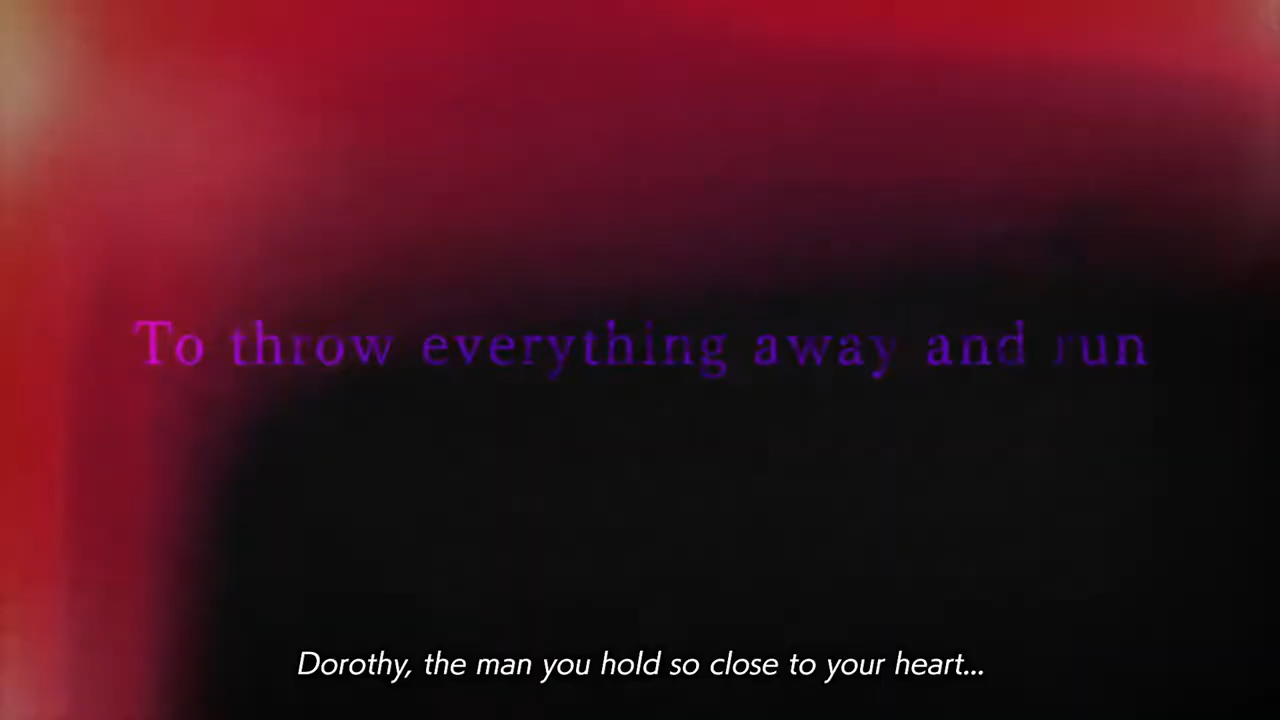 To throw everything away and run
Dorothy, the man you hold so close to your heart...